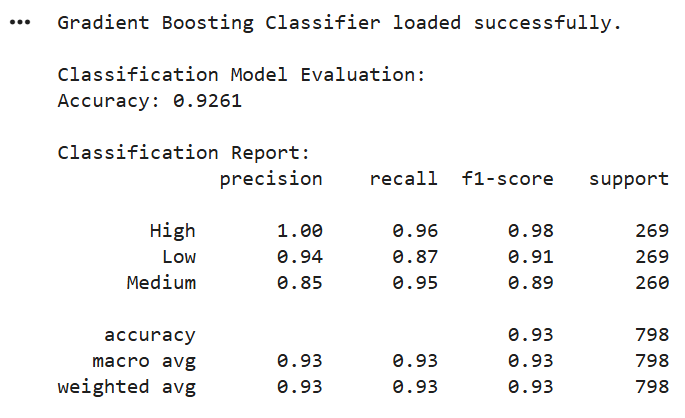 ••• Gradient Boosting Classifier loaded successfully.
Classification Model Evaluation:
Accuracy: 0.9261
Classification Report:
precision recall f1-score support
High 1.00 0.96 0.98 269
Low 0.94 0.87 0.91 269
Medium 0.85 0.95 0.89 260
accuracy 0.93 798
macro avg 0.93 0.93 0.93 798
weighted avg 0.93 0.93 0.93 798